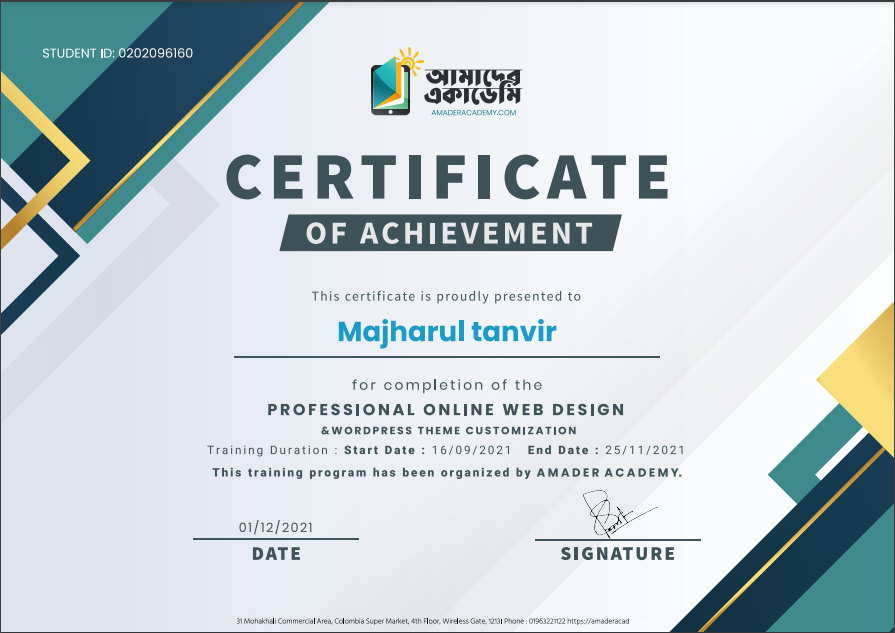 STUDENT ID: 0202096160
আমাদের
একাডেমি
AMADERACADEMY.COM
CERTIFICATE
OF ACHIEVEMENT
This certificate is proudly presented to
Majharul tanvir
for completion of the
PROFESSIONAL ONLINE WEB DESIGN
&WORDPRESS THEME CUSTOMIZATION
Training Duration : Start Date : 16/09/2021 End Date : 25/11/2021
This training program has been organized by AMADER ACADEMY.
01/12/2021
DATE
SIGNATURE
31 Mohakhali Commercial Area, Colombia Super Market, 4th Floor, Wireless Gate, 1213 Phone : 01963221122 https://amaderacad